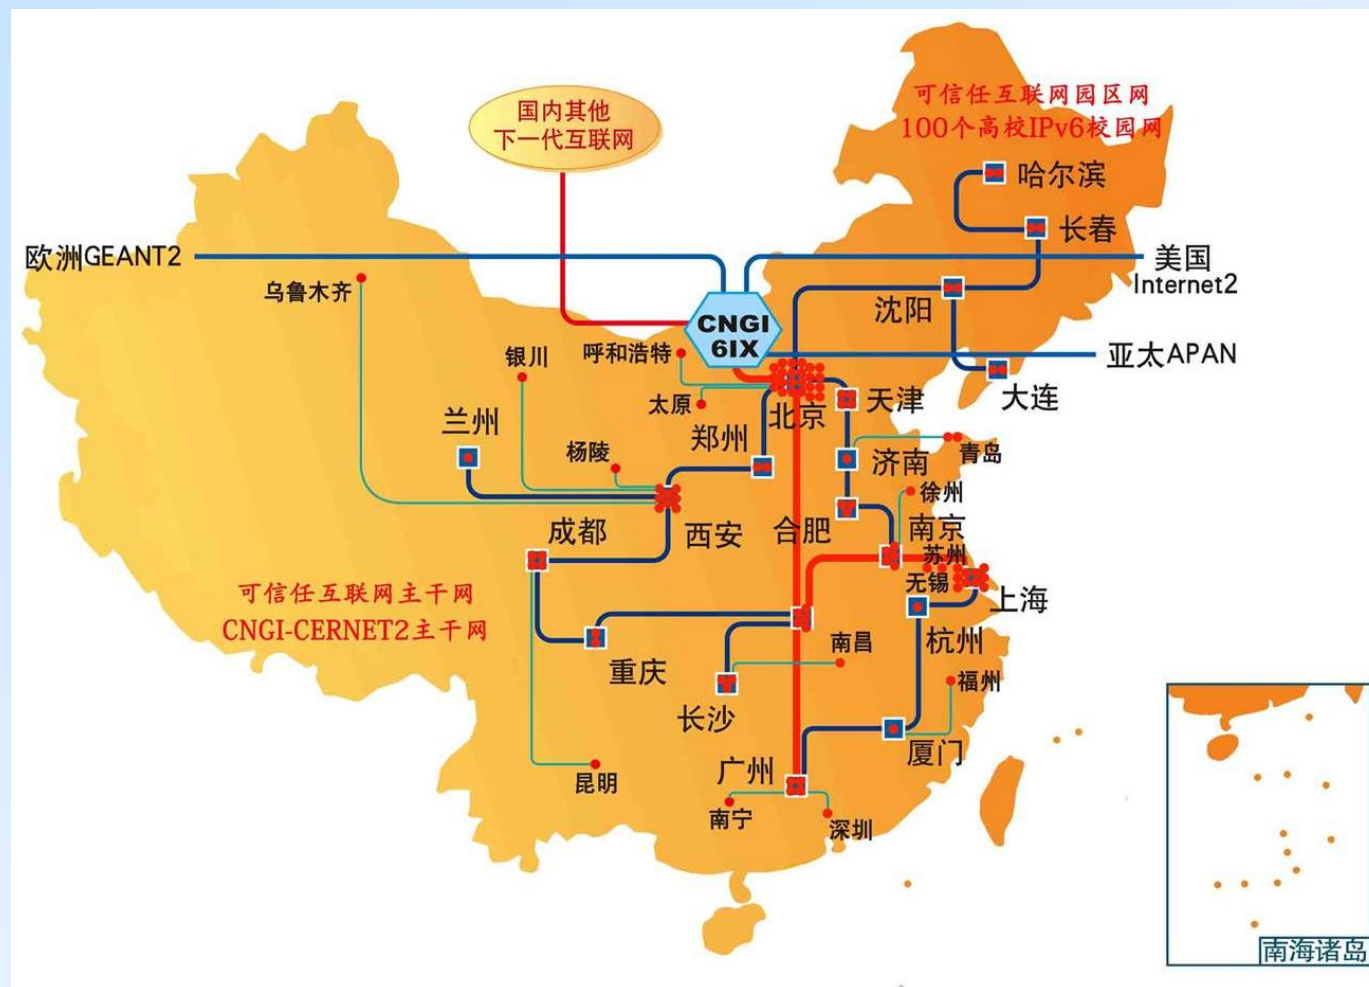 国内其他
下一代互联网
可信任互联网园区网
100个高校IPv6校园网
哈尔滨
长春
欧洲GEANT2
美国
Internet2
乌鲁木齐
沈阳
CNGI
6IX
银川
呼和浩特
亚太APAN
太原
北京
天津
大连
兰州
郑州
杨陵
济南
青岛
徐州
成都
西安
合肥
南京
苏州
无锡
上海
可信任互联网主干网
CNGI-CERNET2主干网
杭州
南昌
重庆
福州
长沙
厦门
广州
昆明
南宁
深圳
南海诸岛